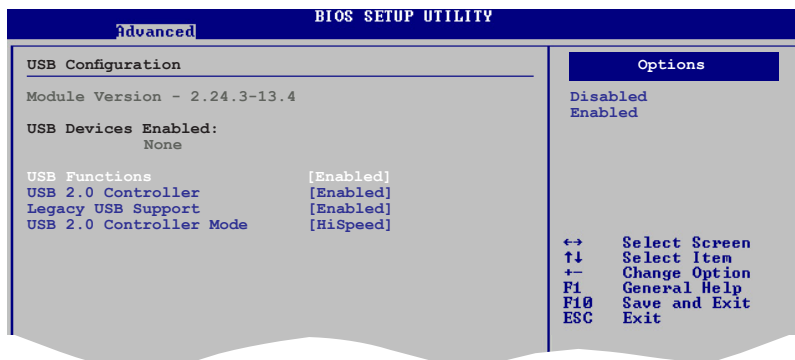 BIOS SETUP UTILITY
Advanced
USB Configuration
Module Version - 2.24.3-13.4
USB Devices Enabled:
None
USB Functions [Enabled]
USB 2.0 Controller [Enabled]
Legacy USB Support [Enabled]
USB 2.0 Controller Mode [HiSpeed]
Options
Disabled
Enabled
←→ Select Screen
↑↓ Select Item
+- Change Option
F1 General Help
F10 Save and Exit
ESC Exit